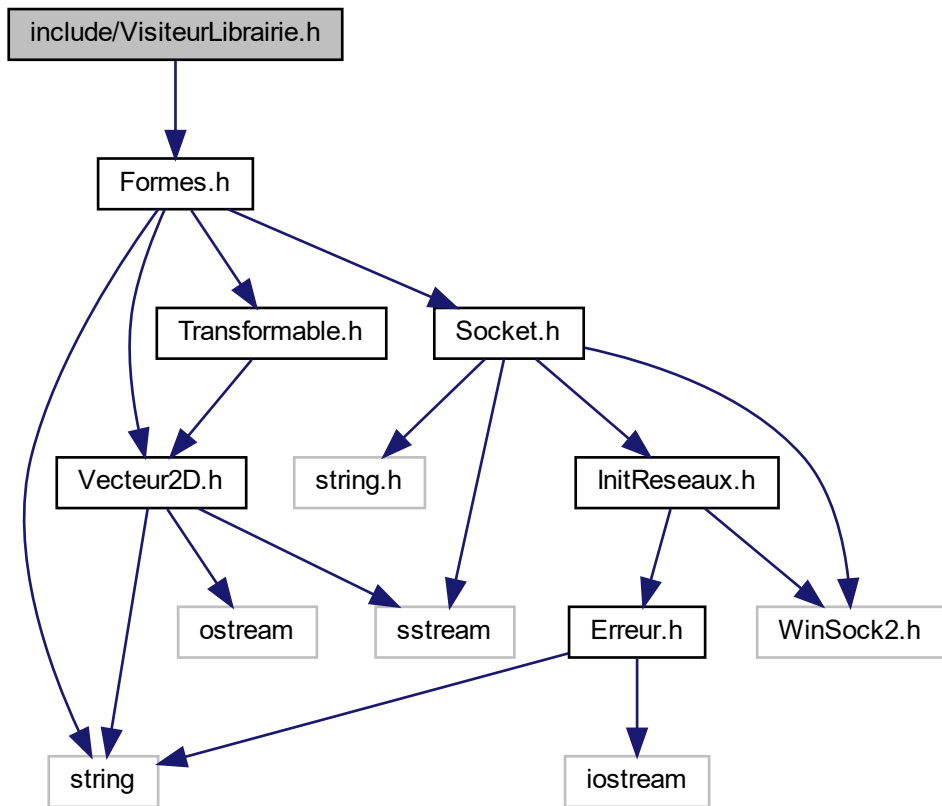 include/VisiteurLibrairie.h
Formes.h
Transformable.h
Socket.h
Vecteur2D.h
string.h
InitReseaux.h
ostream
sstream
Erreur.h
WinSock2.h
string
iostream